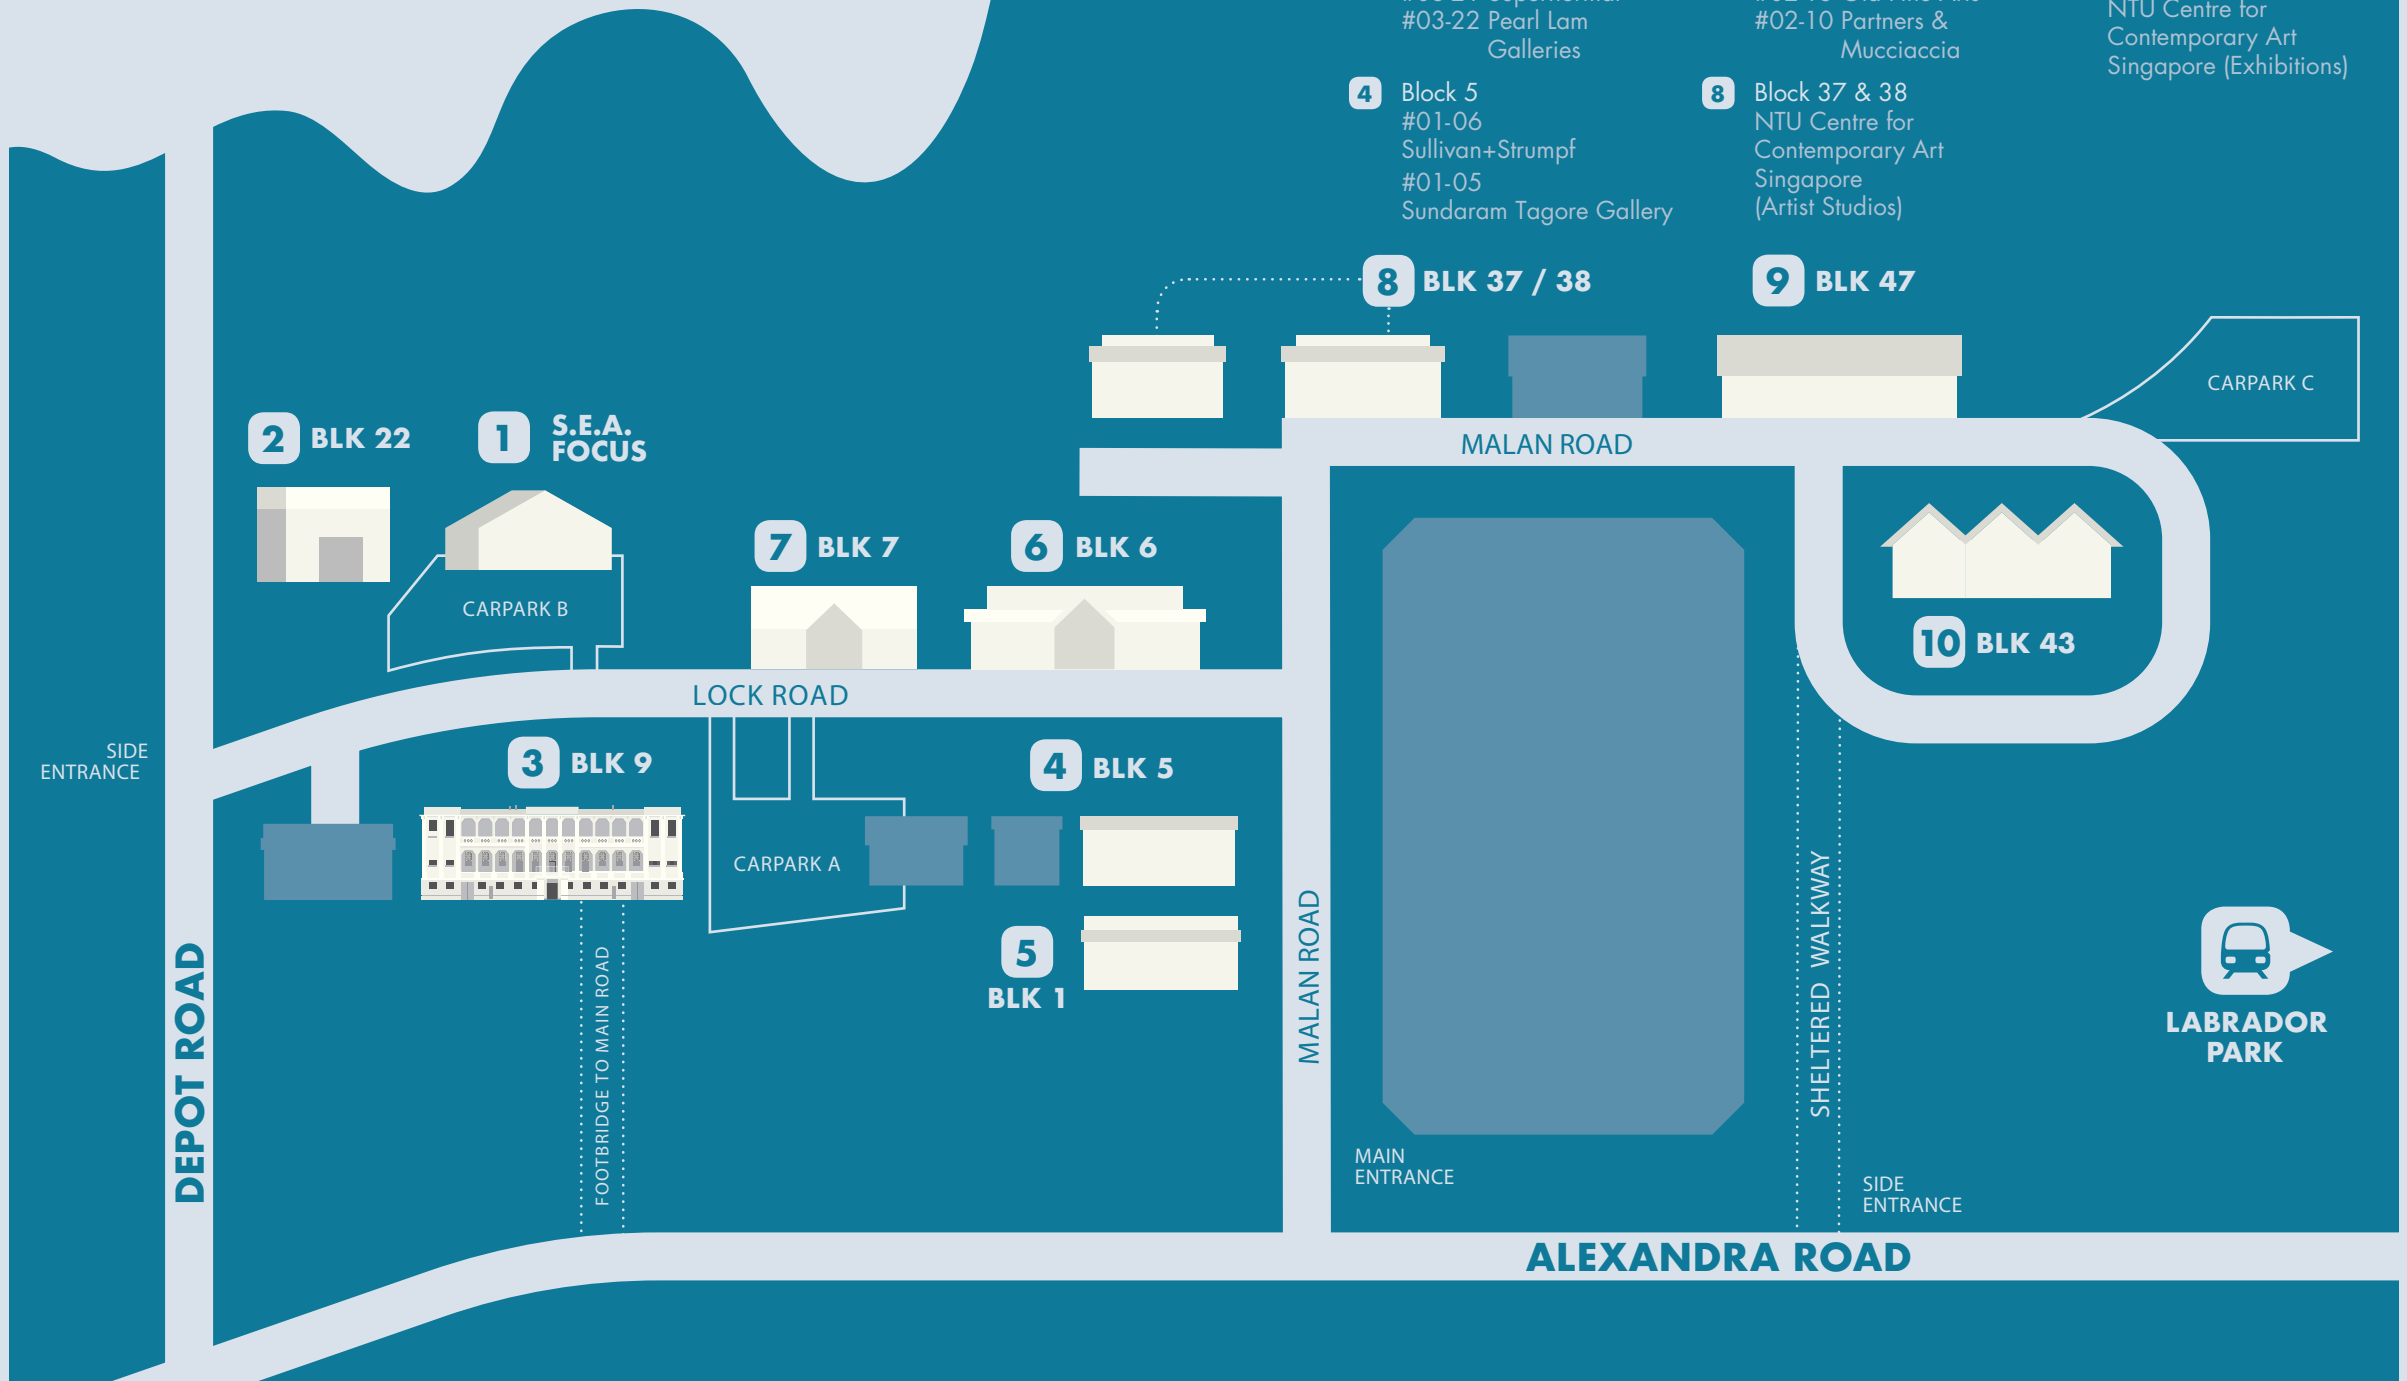 #03-22 Pearl Lam
Galleries
4 Block 5
#01-06
Sullivan+Strumpf
#01-05
Sundaram Tagore Gallery
#02-10 Partners &
Mucciaccia
8 Block 37 & 38
NTU Centre for
Contemporary Art
Singapore
(Artist Studios)
NTU Centre for
Contemporary Art
Singapore (Exhibitions)
8 BLK 37 / 38
9 BLK 47
CARPARK C
2 BLK 22
1 S.E.A.
FOCUS
MALAN ROAD
7 BLK 7
6 BLK 6
CARPARK B
10 BLK 43
LOCK ROAD
SIDE
ENTRANCE
3 BLK 9
4 BLK 5
CARPARK A
5
BLK 1
DEPOT ROAD
FOOTBRIDGE TO MAIN ROAD
MALAN ROAD
SHELTERED WALKWAY
LABRADOR
PARK
MAIN
ENTRANCE
SIDE
ENTRANCE
ALEXANDRA ROAD